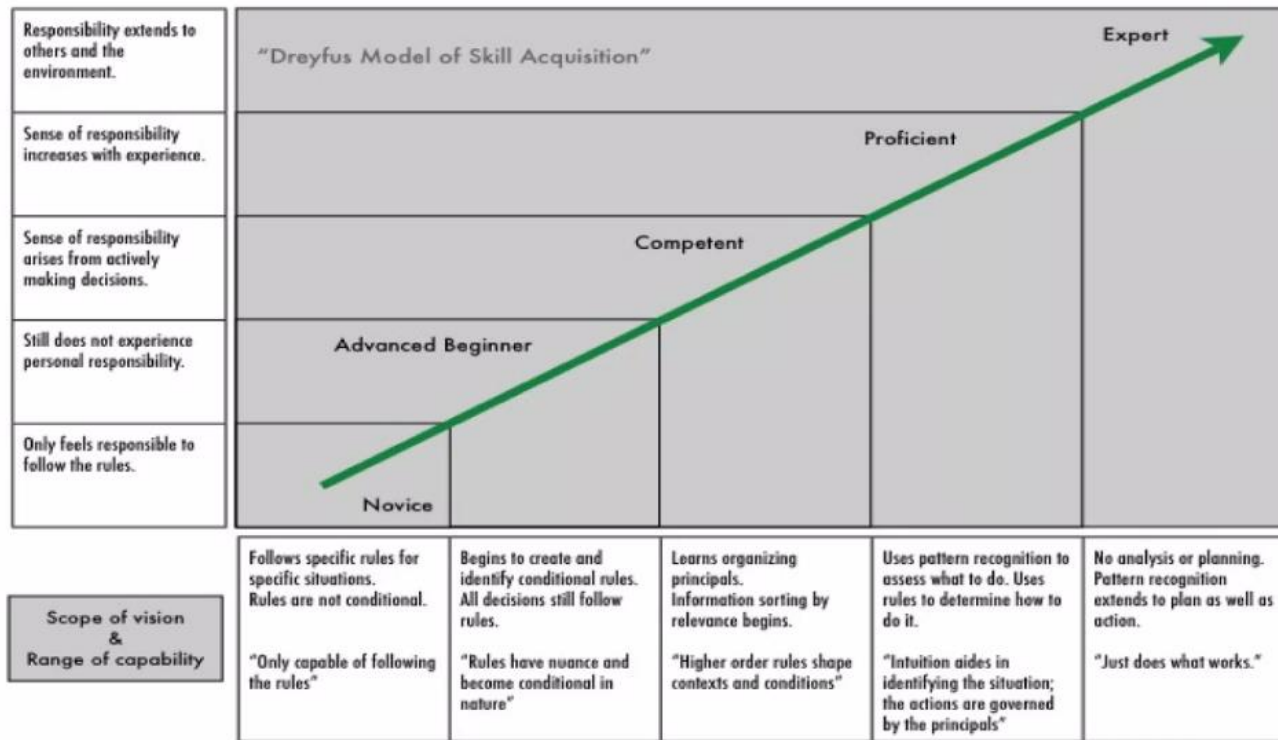 Responsibility extends to
others and the
environment.
"Dreyfus Model of Skill Acquisition"
Expert
Sense of responsibility
increases with experience.
Proficient
Sense of responsibility
arises from actively
making decisions.
Competent
Still does not experience
personal responsibility.
Advanced Beginner
Only feels responsible to
follow the rules.
Novice
Scope of vision
&
Range of capability
Follows specific rules for
specific situations.
Rules are not conditional.
"Only capable of following
the rules"
Begins to create and
identify conditional rules.
All decisions still follow
rules.
"Rules have nuance and
become conditional in
nature"
Learns organizing
principals.
Information sorting by
relevance begins.
"Higher order rules shape
contexts and conditions"
Uses pattern recognition to
assess what to do. Uses
rules to determine how to
do it.
"Intuition aides in
identifying the situation;
the actions are governed
by the principals"
No analysis or planning.
Pattern recognition
extends to plan as well as
action.
"Just does what works."